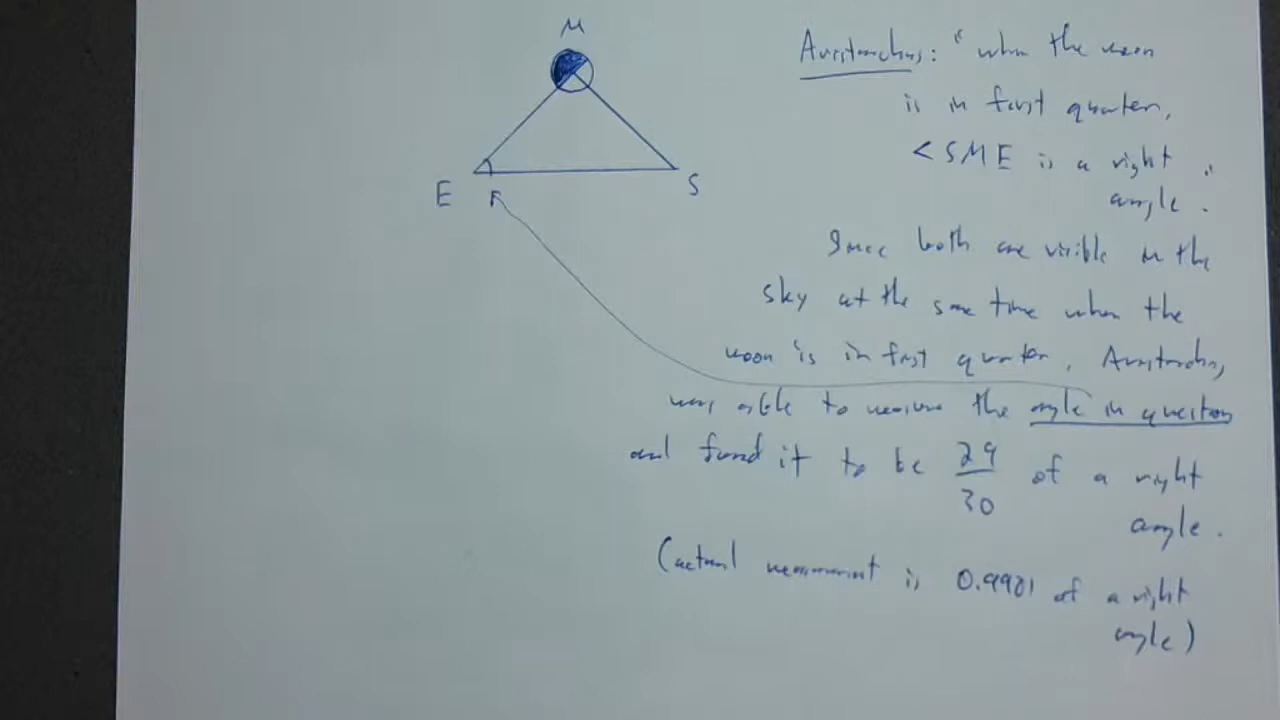 M
E
S
Aristarchus: "when the moon
is in first quarter,
<SME is a right
angle."
Since both are visible in the
sky at the same time when the
moon is in first quarter, Aristarchus
was able to measure the angle in question
and found it to be 29/30 of a right
angle.
(actual measurement is 0.9981 of a right
angle)